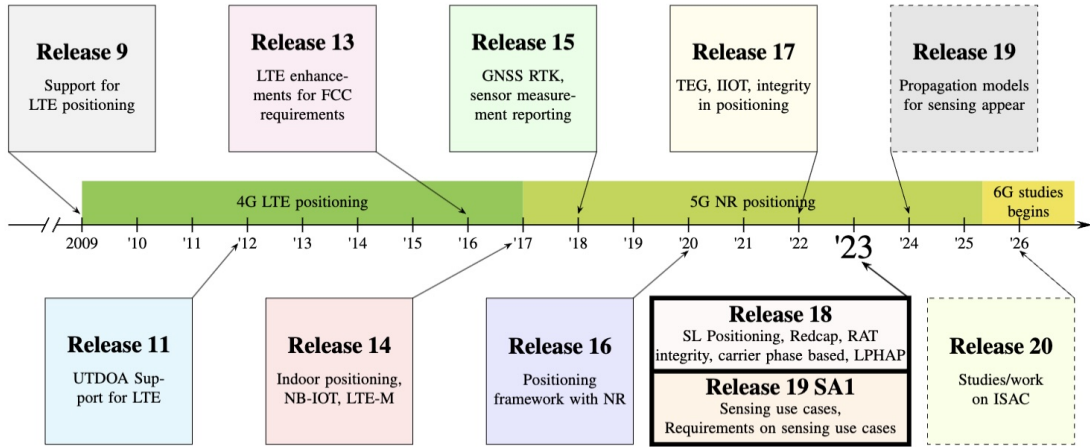 Release 9
Support for
LTE positioning
Release 13
LTE enhance-
ments for FCC
requirements
Release 15
GNSS RTK,
sensor measure-
ment reporting
Release 17
TEG, IIOT, integrity
in positioning
Release 19
Propagation models
for sensing appear
4G LTE positioning
5G NR positioning
6G studies
begins
2009 '10 '11 '12 '13 '14 '15 '16 '17 '18 '19 '20 '21 '22 '23 '24 '25 '26
Release 11
UTDOA Sup-
port for LTE
Release 14
Indoor positioning,
NB-IOT, LTE-M
Release 16
Positioning
framework with NR
Release 18
SL Positioning, Redcap, RAT
integrity, carrier phase based, LPHAP
Release 19 SA1
Sensing use cases,
Requirements on sensing use cases
Release 20
Studies/work
on ISAC